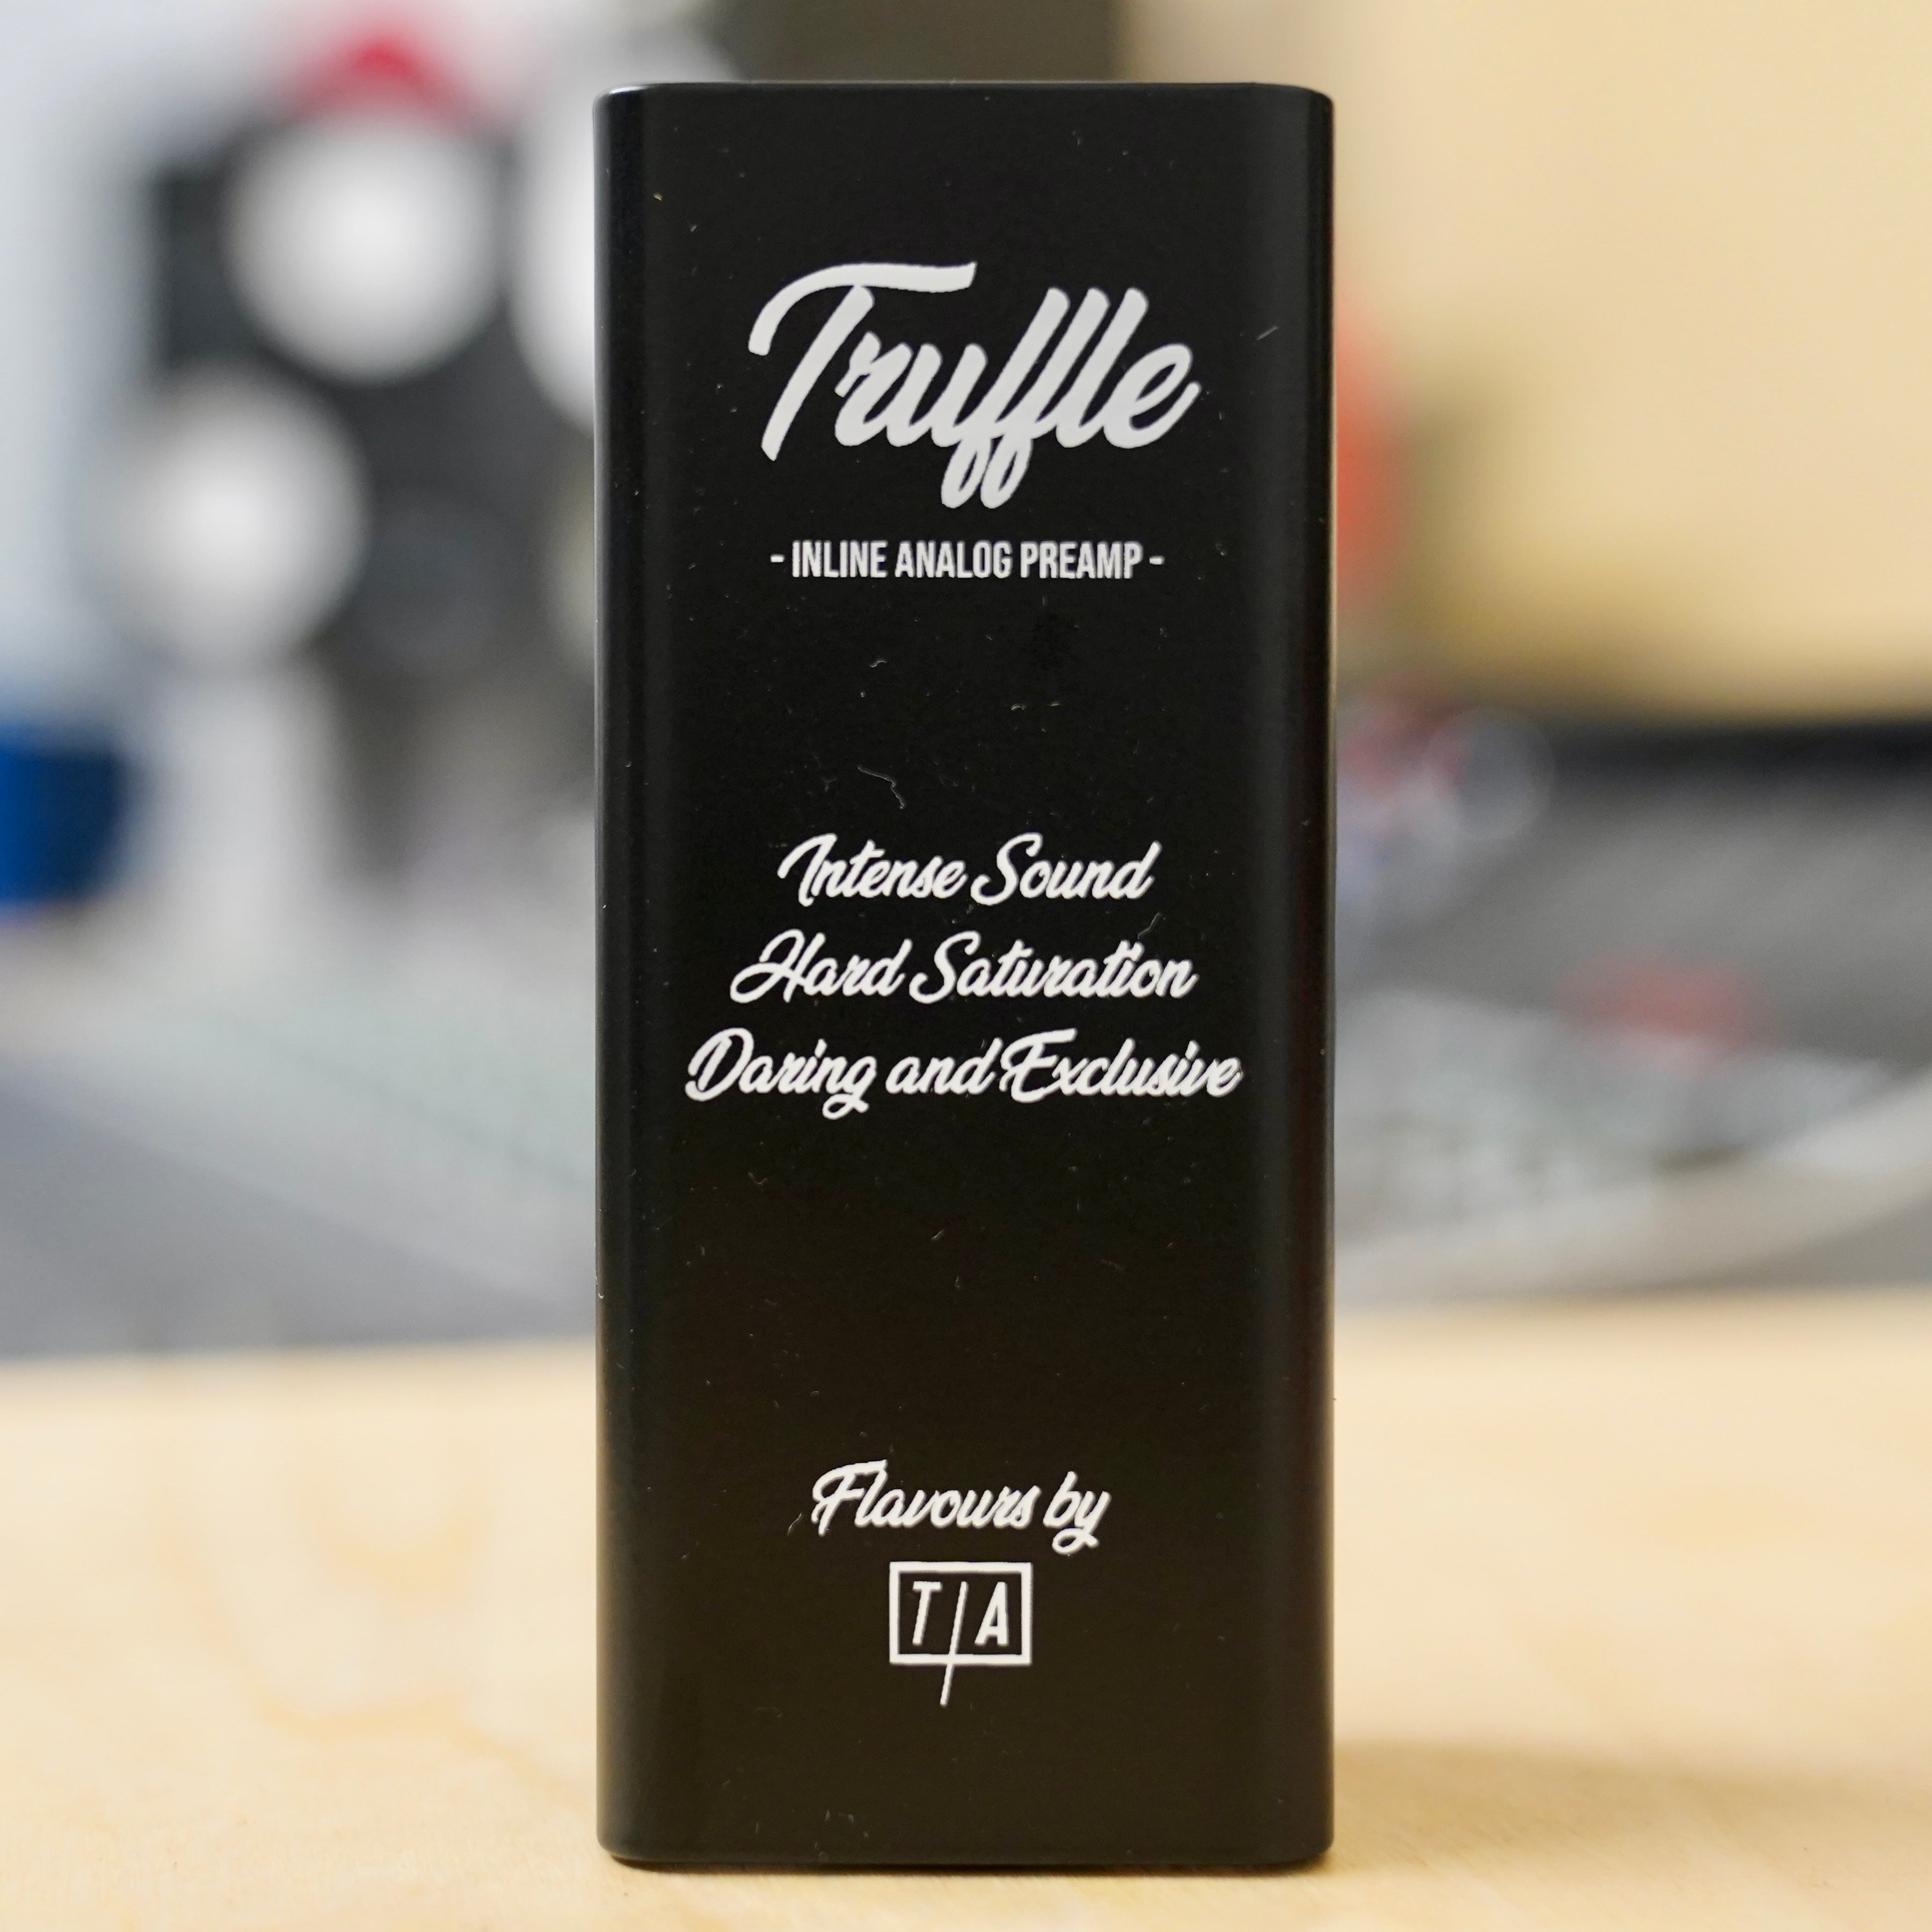 Truffle
- INLINE ANALOG PREAMP -
Intense Sound
Hard Saturation
Daring and Exclusive
Flavours by
T/A